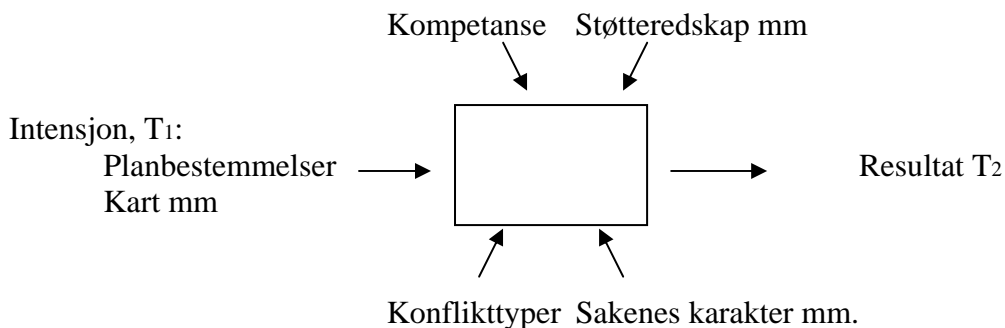 Kompetanse Støtteredskap mm
Intensjon, T1:
Planbestemmelser
Kart mm
Resultat T2
Konflikttyper Sakenes karakter mm.